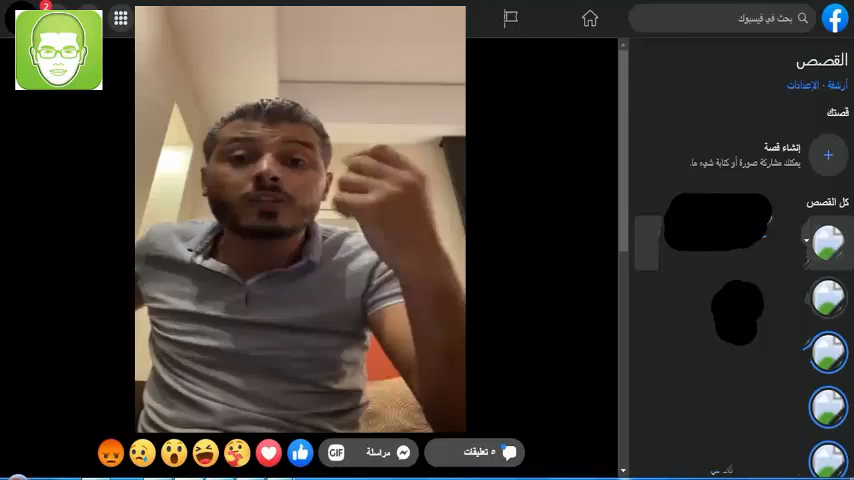 بحث في فيسبوك
2
القصص
أرشفة · الإعدادات
قصتك
إنشاء قصة
يمكنك مشاركة صورة أو كتابة شيء ما.
كل القصص
٥ تعليقات
مراسلة
GIF